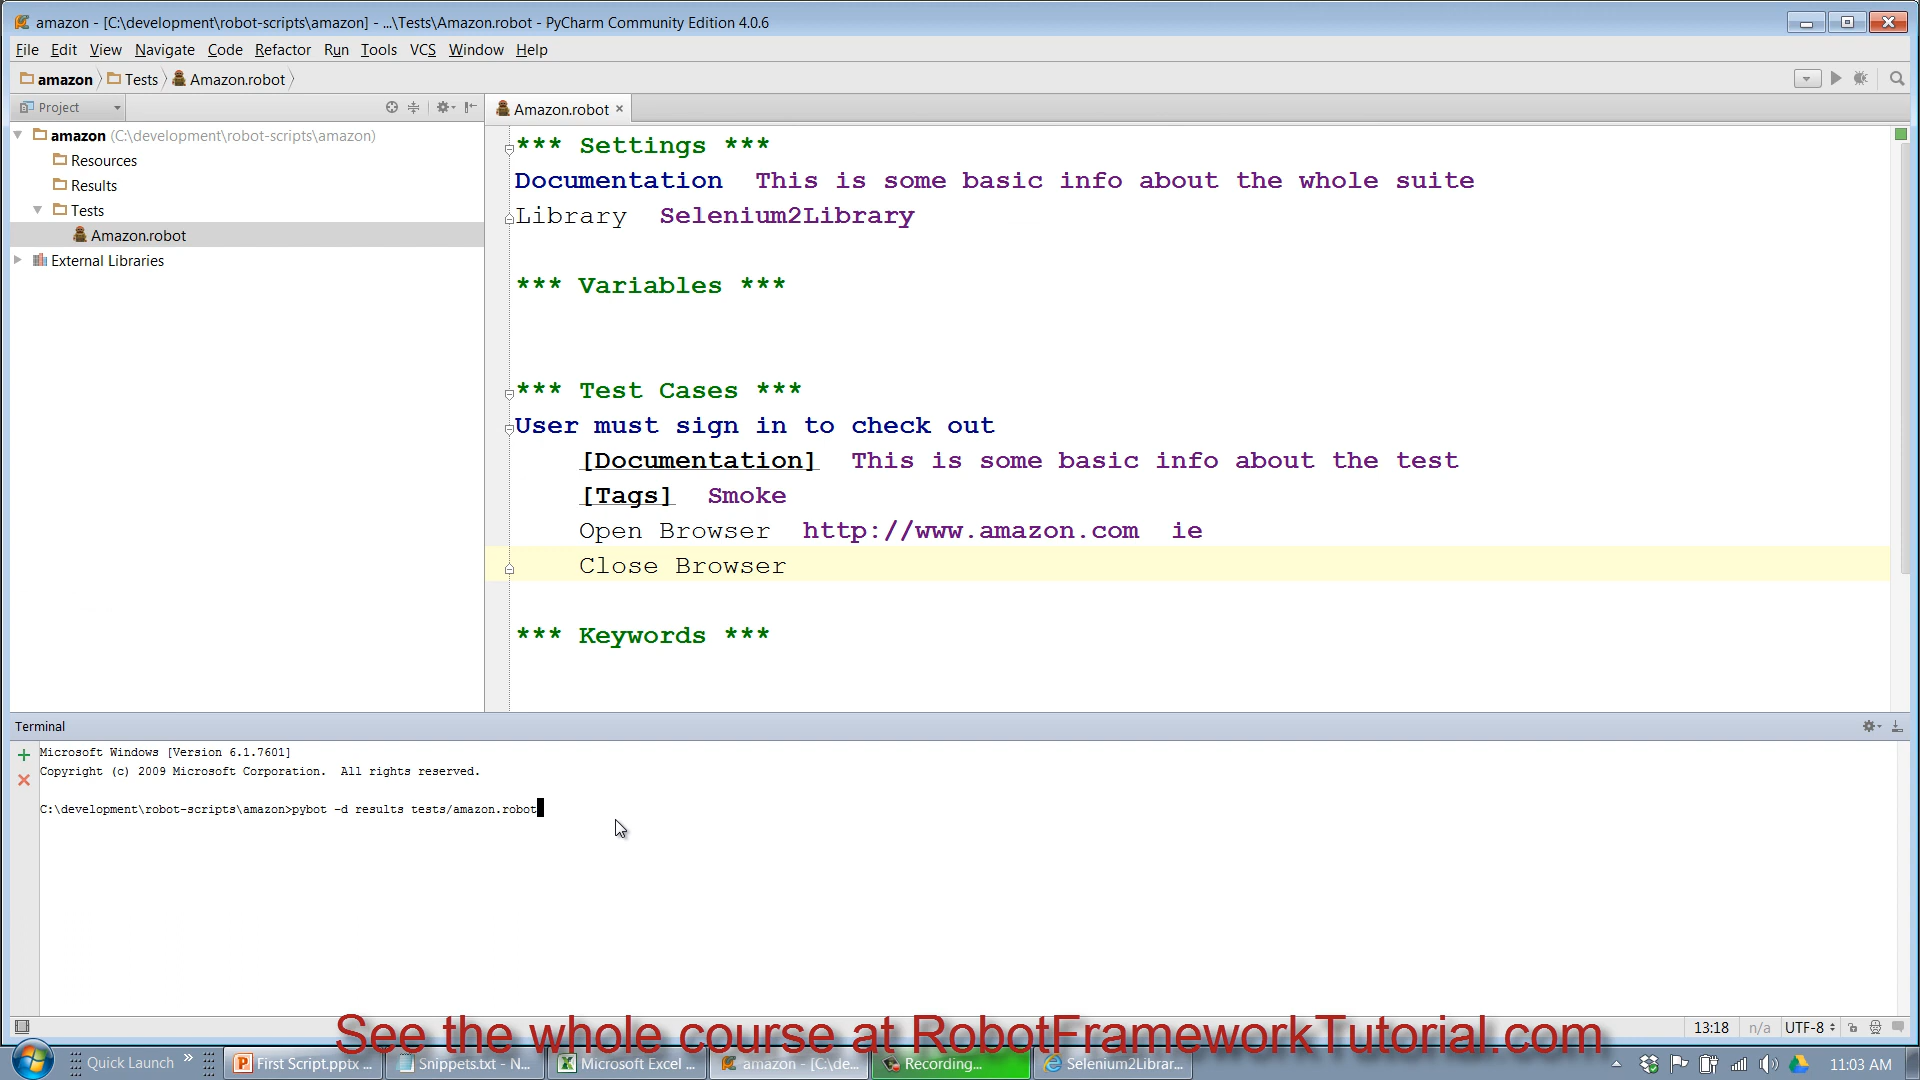 amazon - [C:\development\robot-scripts\amazon] - ...\Tests\Amazon.robot - PyCharm Community Edition 4.0.6
File Edit View Navigate Code Refactor Run Tools VCS Window Help
amazon Tests Amazon.robot
Project
Amazon.robot
amazon (C:\development\robot-scripts\amazon)
Resources
Results
Tests
Amazon.robot
External Libraries
*** Settings ***
Documentation  This is some basic info about the whole suite
Library  Selenium2Library
*** Variables ***
*** Test Cases ***
User must sign in to check out
[Documentation]  This is some basic info about the test
[Tags]  Smoke
Open Browser  http://www.amazon.com  ie
Close Browser
*** Keywords ***
Terminal
Microsoft Windows [Version 6.1.7601]
Copyright (c) 2009 Microsoft Corporation.  All rights reserved.
C:\development\robot-scripts\amazon>pybot -d results tests/amazon.robot
See the whole course at RobotFrameworkTutorial.com
13:18 n/a UTF-8
Quick Launch » First Script.pptx ... Snippets.txt - N... Microsoft Excel ... amazon - [C:\de... Recording... Selenium2Librar... 11:03 AM